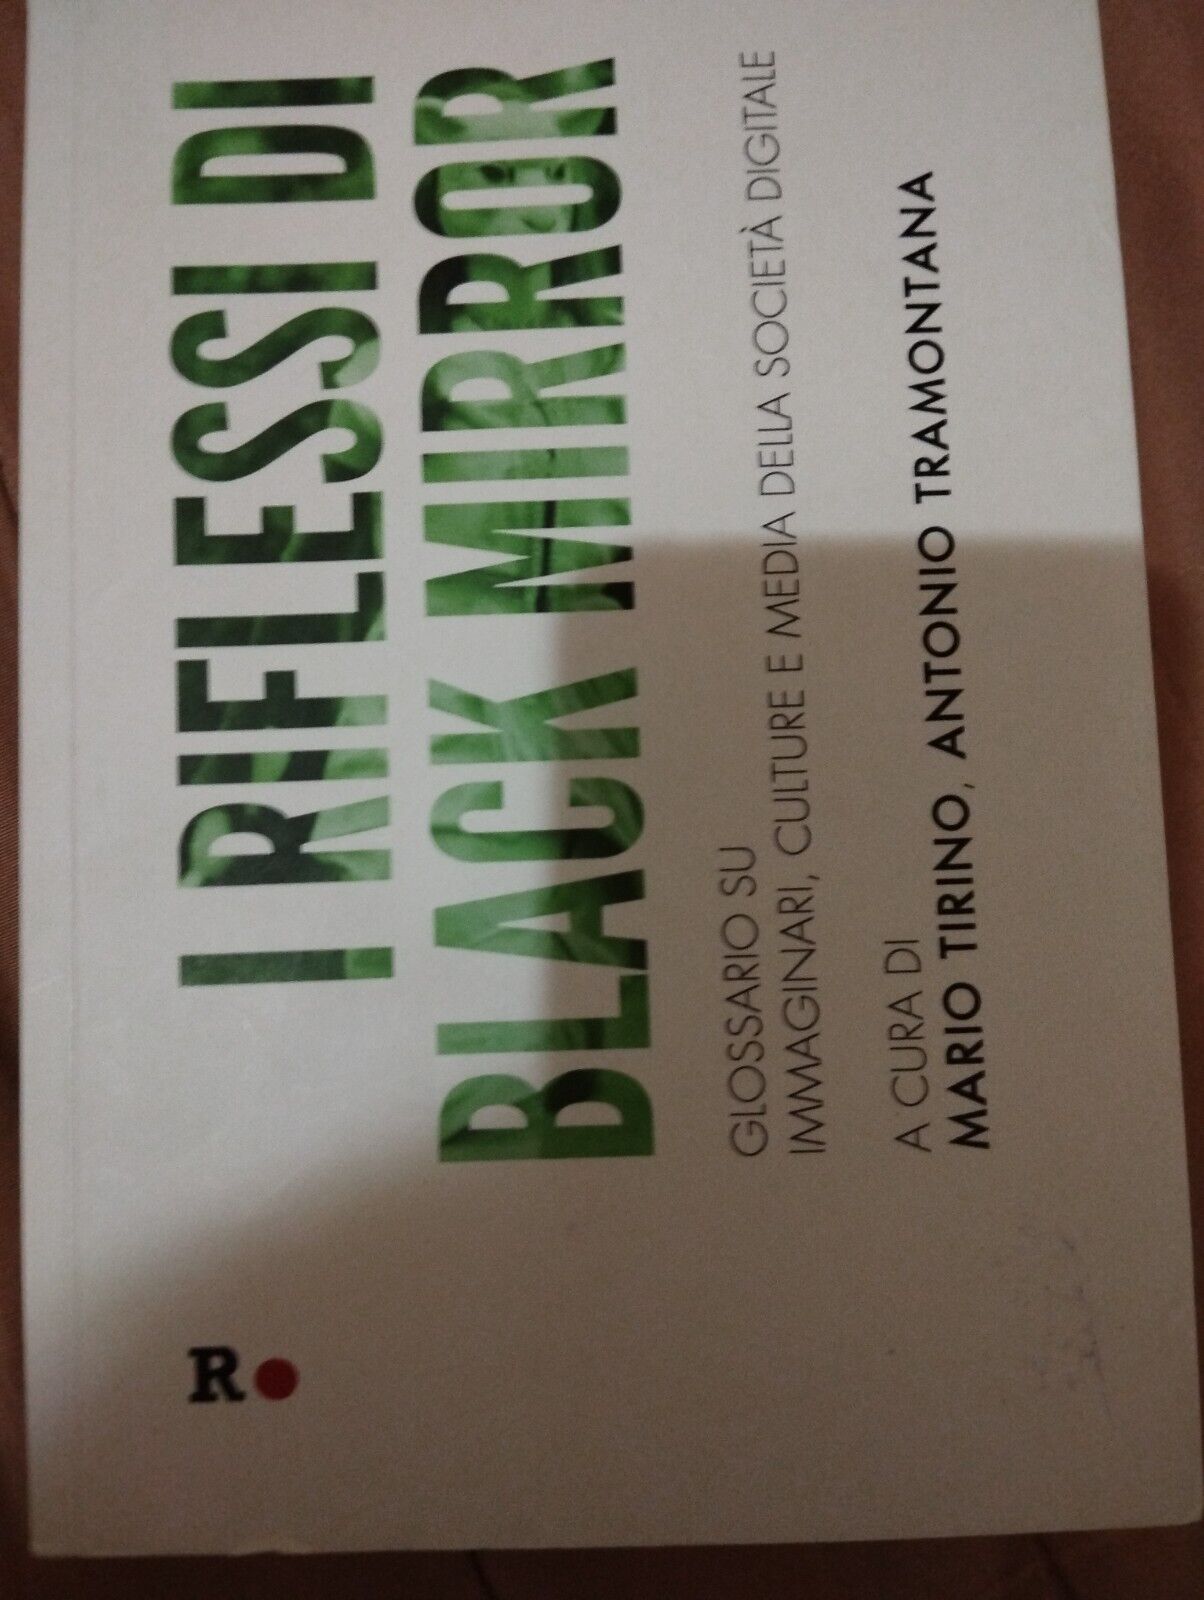 I RIFLESSI DI
BLACK MIRROR
GLOSSARIO SU
IMMAGINARI, CULTURE E MEDIA DELLA SOCIETÀ DIGITALE
A CURA DI
MARIO TIRINO, ANTONIO TRAMONTANA
R